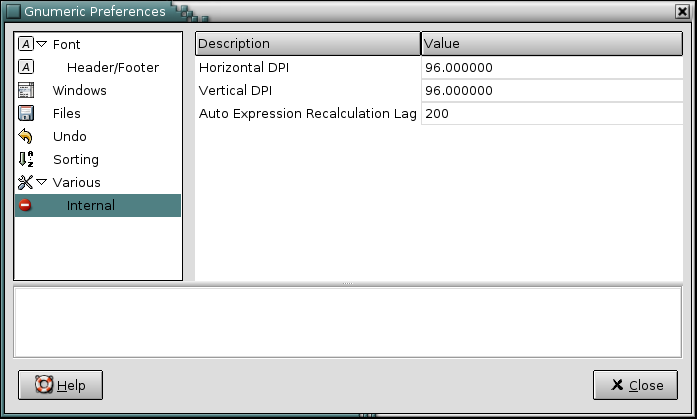 Gnumeric Preferences
A Font
A Header/Footer
Windows
Files
Undo
A Z Sorting
Various
Internal
Description Value
Horizontal DPI 96.000000
Vertical DPI 96.000000
Auto Expression Recalculation Lag 200
Help
Close